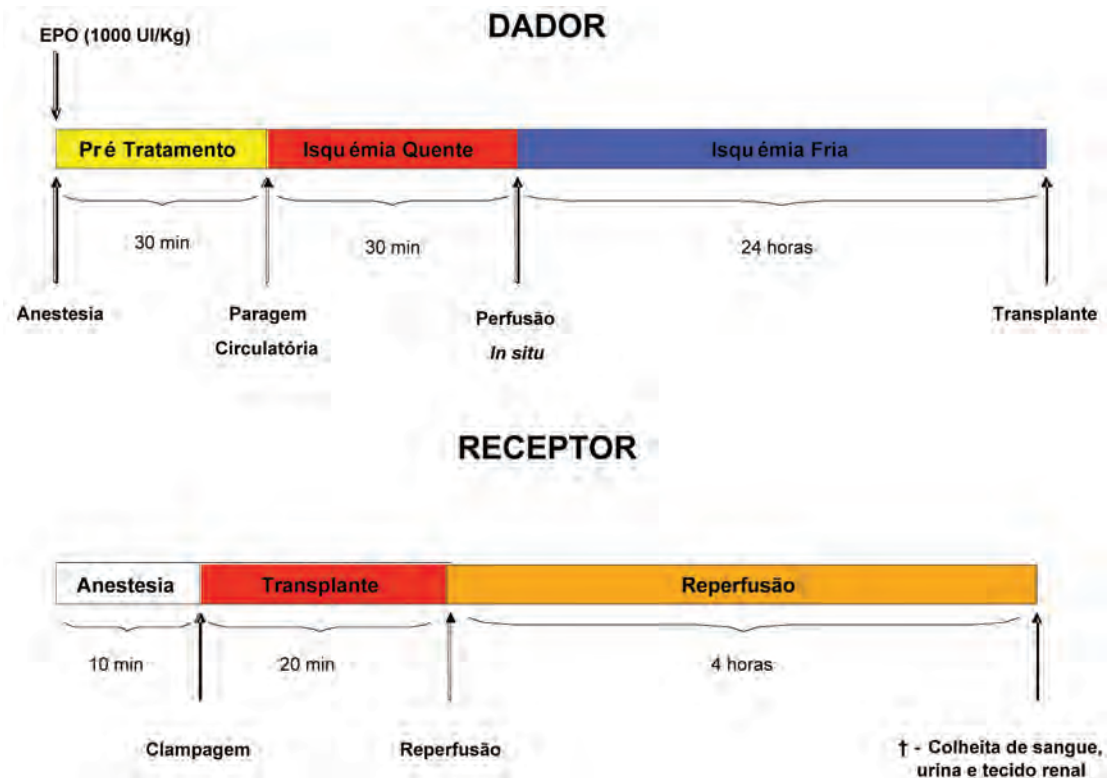 DADOR
EPO (1000 UI/Kg)
Pré Tratamento
Isquémia Quente
Isquémia Fria
30 min
30 min
24 horas
Anestesia
Paragem
Circulatória
Perfusão
In situ
Transplante
RECEPTOR
Anestesia
Transplante
Reperfusão
10 min
20 min
4 horas
Clampagem
Reperfusão
† - Colheita de sangue,
urina e tecido renal